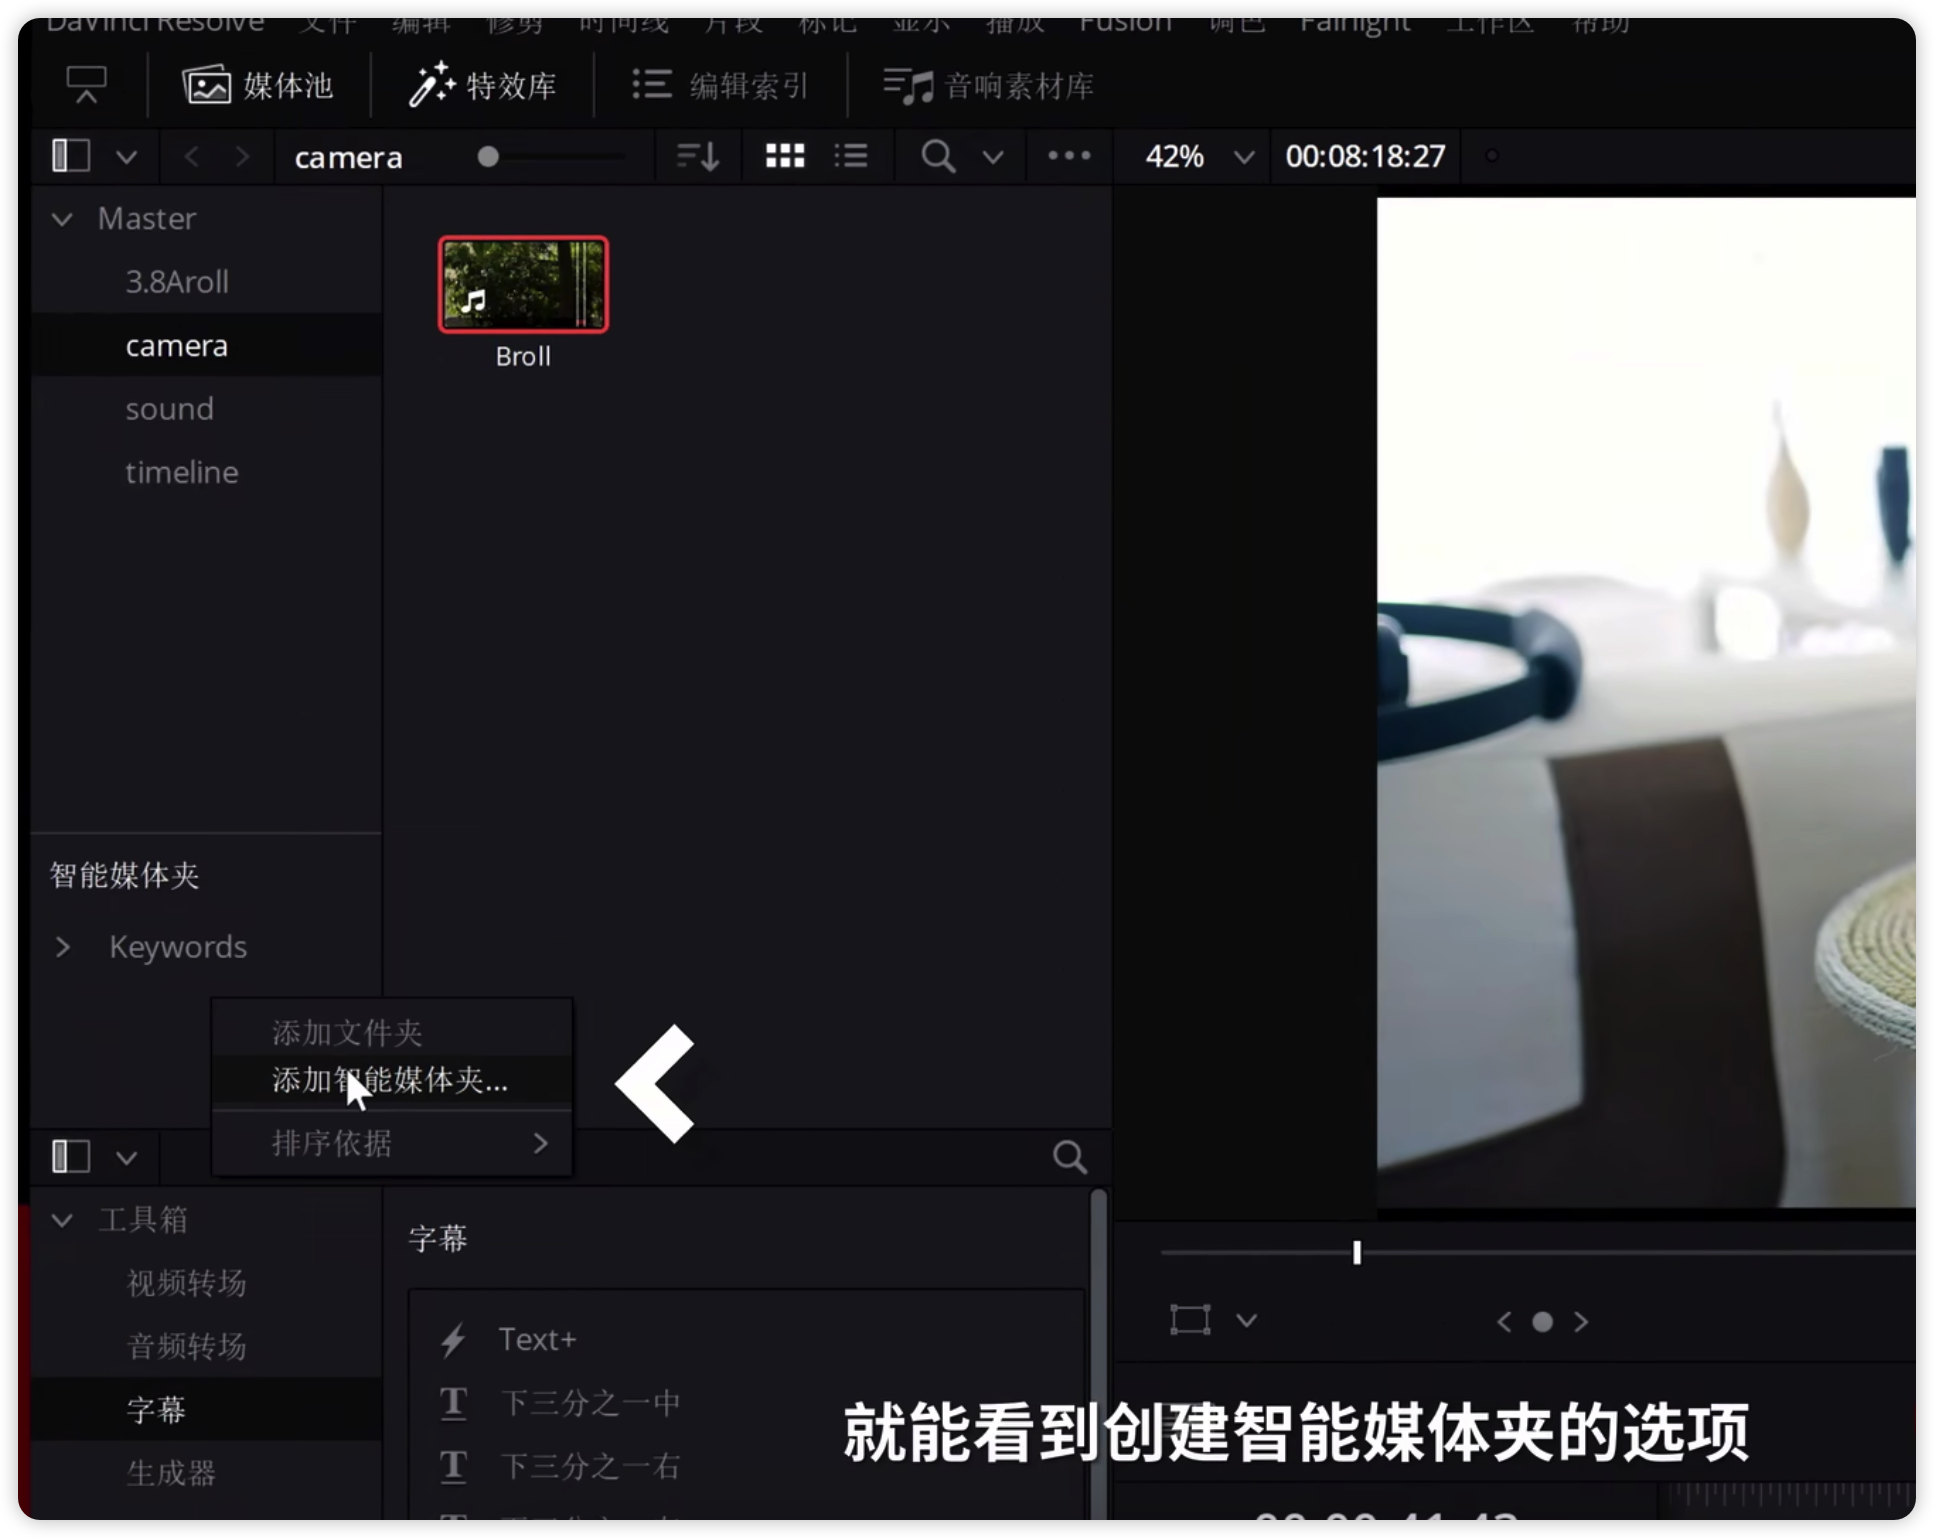 DaVinci Resolve 文件 编辑 修剪 时间线 片段 标记 显示 播放 Fusion 调色 Fairlight 工作区 帮助
媒体池 特效库 编辑索引 音响素材库
camera 42% 00:08:18:27
Master
3.8Aroll
camera
sound
timeline
Broll
智能媒体夹
Keywords
添加文件夹
添加智能媒体夹...
排序依据
工具箱
视频转场
音频转场
字幕
生成器
字幕
Text+
下三分之一中
下三分之一右
就能看到创建智能媒体夹的选项